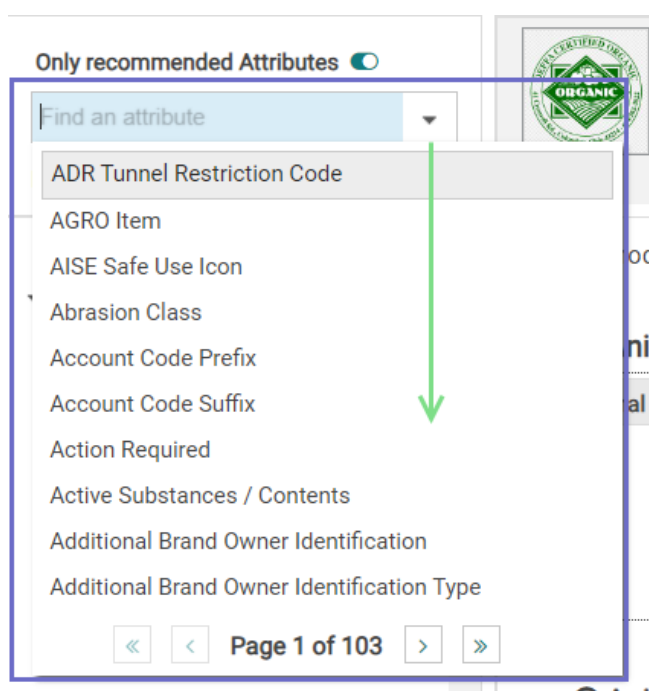 Only recommended Attributes
CERTIFIED ORGANIC
ORGANIC
Find an attribute
ADR Tunnel Restriction Code
AGRO Item
AISE Safe Use Icon
Abrasion Class
Account Code Prefix
Account Code Suffix
Action Required
Active Substances / Contents
Additional Brand Owner Identification
Additional Brand Owner Identification Type
« < Page 1 of 103 > »